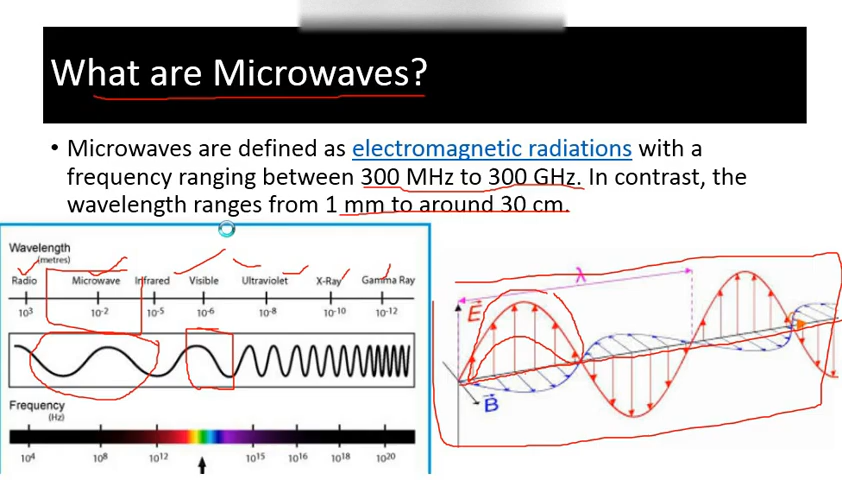 What are Microwaves?
• Microwaves are defined as electromagnetic radiations with a
frequency ranging between 300 MHz to 300 GHz. In contrast, the
wavelength ranges from 1 mm to around 30 cm.
Wavelength
(metres)
Radio Microwave Infrared Visible Ultraviolet X-Ray Gamma Ray
10³ 10⁻² 10⁻⁵ 10⁻⁶ 10⁻⁸ 10⁻¹⁰ 10⁻¹²
Frequency
(Hz)
10⁴ 10⁸ 10¹² 10¹⁵ 10¹⁶ 10¹⁸ 10²⁰
λ
E⃗
B⃗